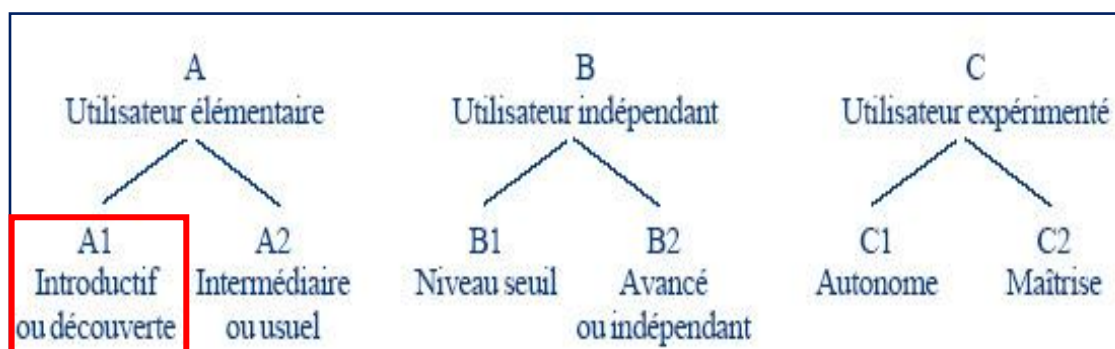 A
Utilisateur élémentaire
B
Utilisateur indépendant
C
Utilisateur expérimenté
A1
Introductif
ou découverte
A2
Intermédiaire
ou usuel
B1
Niveau seuil
B2
Avancé
ou indépendant
C1
Autonome
C2
Maîtrise